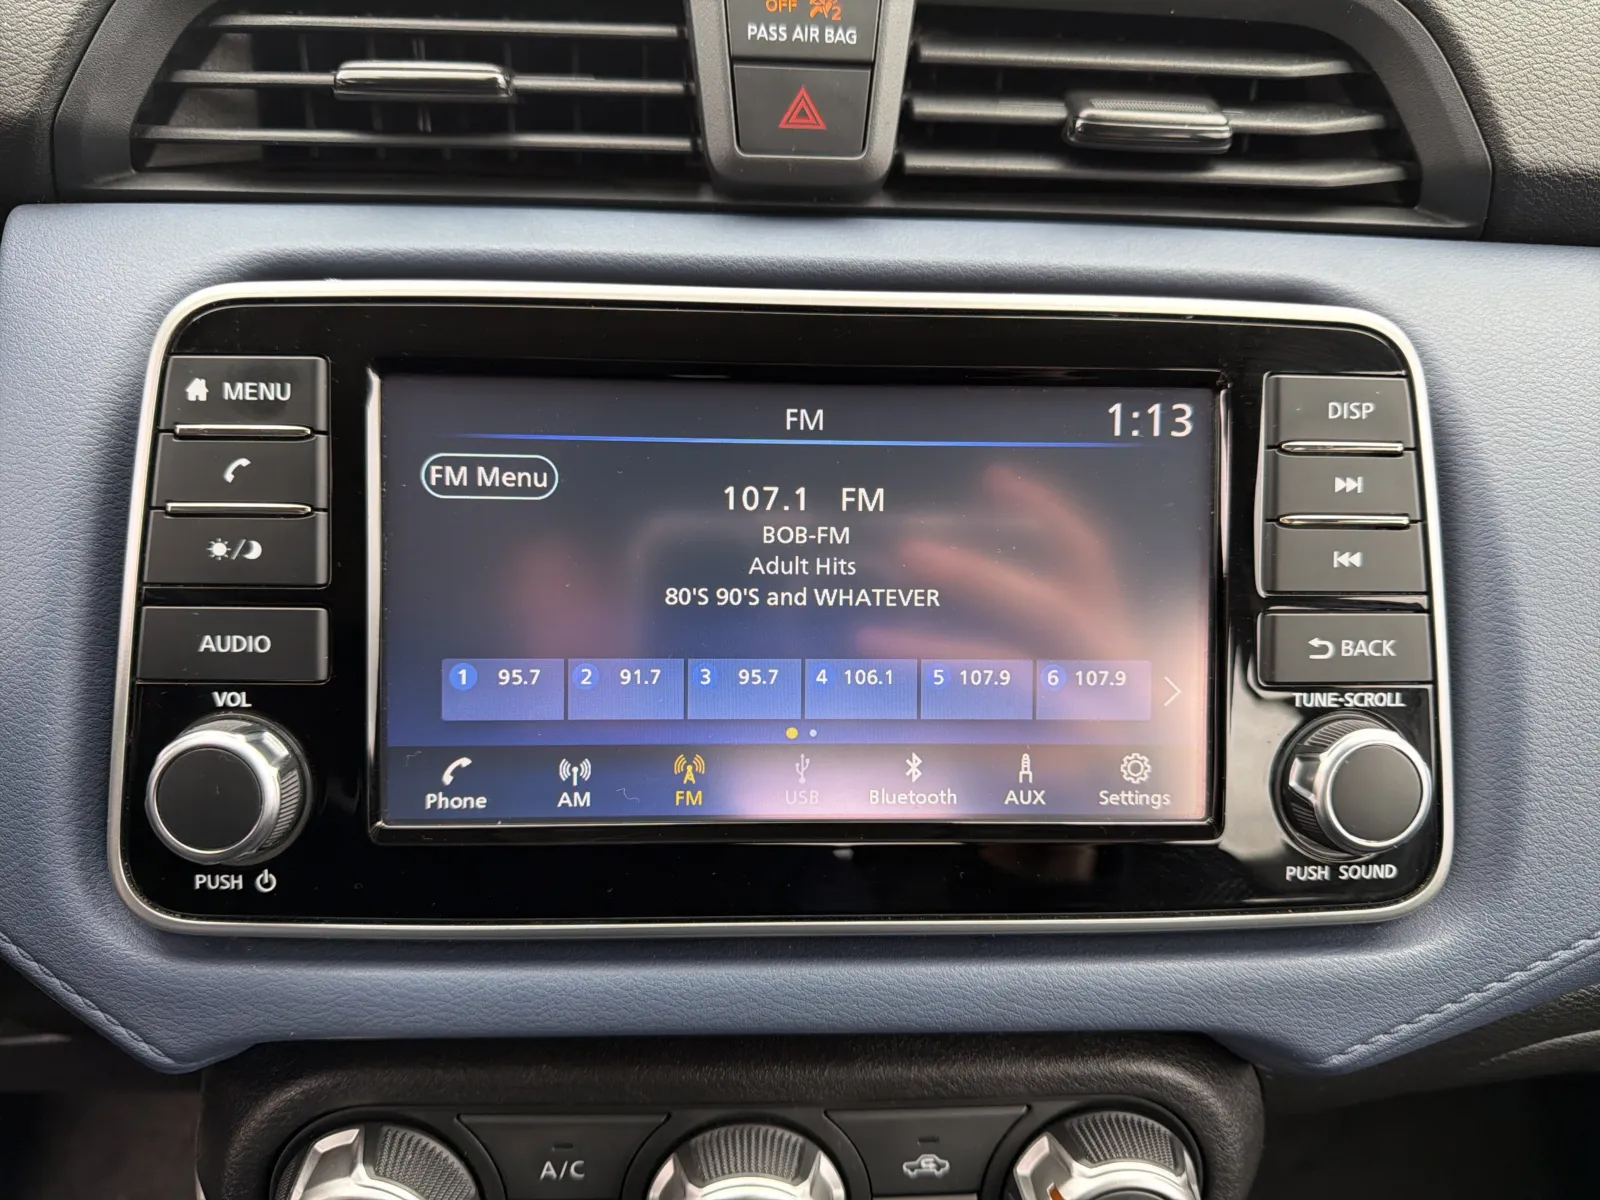 OFF 2
PASS AIR BAG
MENU
AUDIO
VOL
PUSH
FM 1:13
FM Menu
107.1 FM
BOB-FM
Adult Hits
80'S 90'S and WHATEVER
1 95.7 2 91.7 3 95.7 4 106.1 5 107.9 6 107.9
Phone AM FM USB Bluetooth AUX Settings
DISP
BACK
TUNE-SCROLL
PUSH SOUND
A/C